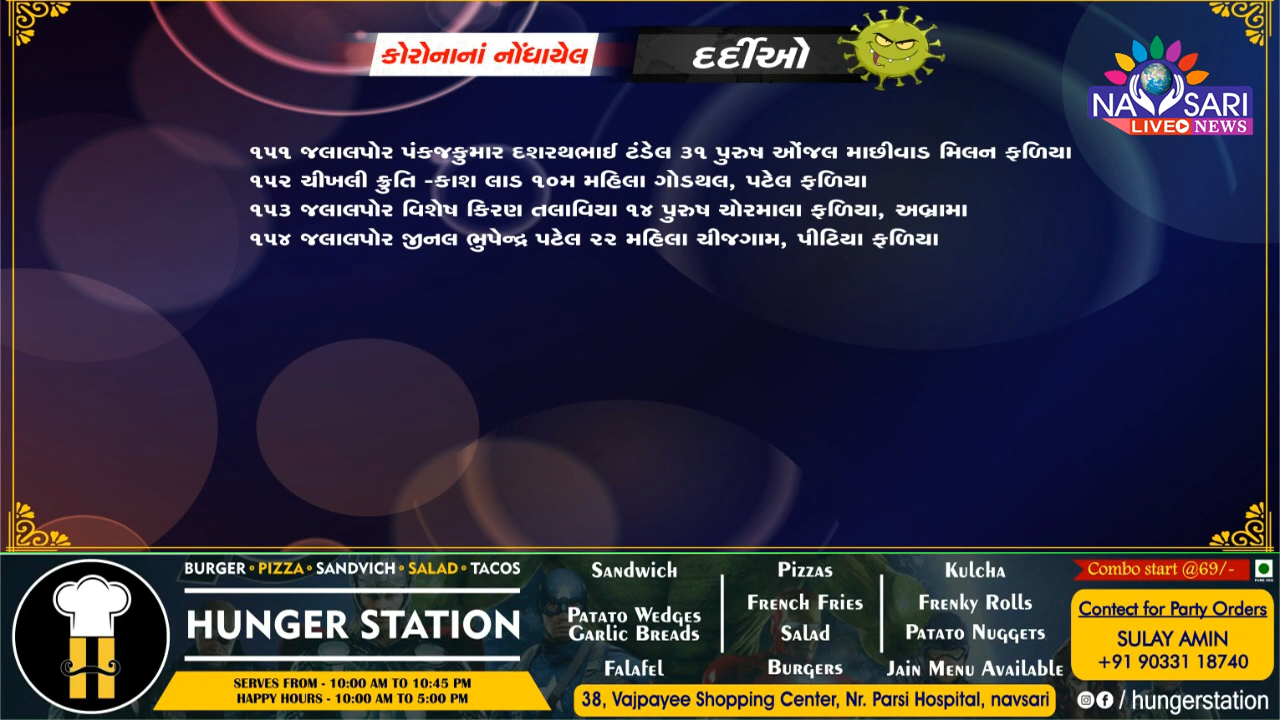 કોરોનાનાં નોંધાયેલ દર્દીઓ
NAVSARI
LIVE NEWS
૧૫૧ જલાલપોર પંકજકુમાર દશરથભાઈ ટંડેલ ૩૧ પુરુષ ઓંજલ માછીવાડ મિલન ફળિયા
૧૫૨ ચીખલી ક્રુતિ -કાશ લાડ ૧૦મ મહિલા ગોડથલ, પટેલ ફળિયા
૧૫૩ જલાલપોર વિશેષ કિરણ તલાવિયા ૧૪ પુરુષ ચોરમાલા ફળિયા, અબ્રામા
૧૫૪ જલાલપોર જીનલ ભુપેન્દ્ર પટેલ ૨૨ મહિલા ચીજગામ, પીટિયા ફળિયા
BURGER • PIZZA • SANDVICH • SALAD • TACOS
HUNGER STATION
SERVES FROM - 10:00 AM TO 10:45 PM
HAPPY HOURS - 10:00 AM TO 5:00 PM
Sandwich
Patato Wedges
Garlic Breads
Falafel
Pizzas
French Fries
Salad
Burgers
Kulcha
Frenky Rolls
Patato Nuggets
Jain Menu Available
38, Vajpayee Shopping Center, Nr. Parsi Hospital, navsari
Combo start @69/-
PURE VEG
Contect for Party Orders
SULAY AMIN
+91 90331 18740
/ hungerstation